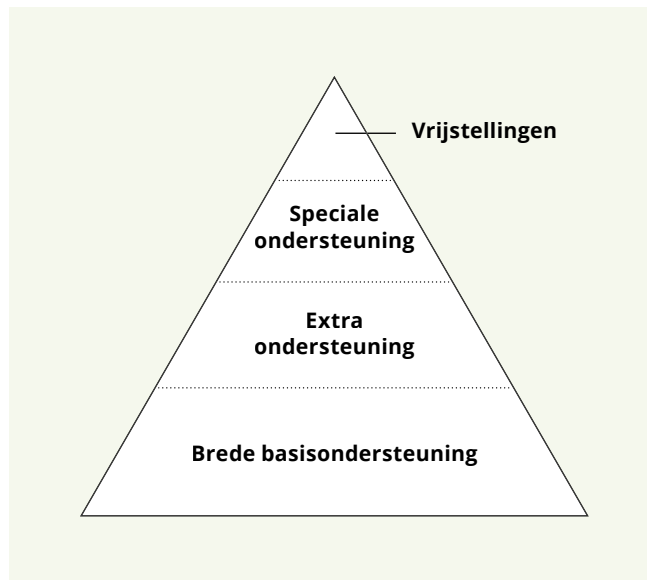 Vrijstellingen
Speciale
ondersteuning
Extra
ondersteuning
Brede basisondersteuning